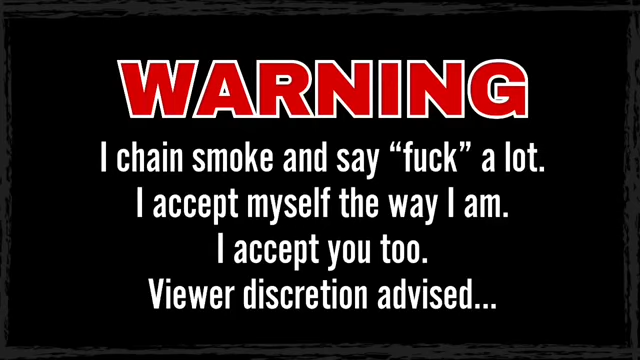 WARNING
I chain smoke and say “fuck” a lot.
I accept myself the way I am.
I accept you too.
Viewer discretion advised...